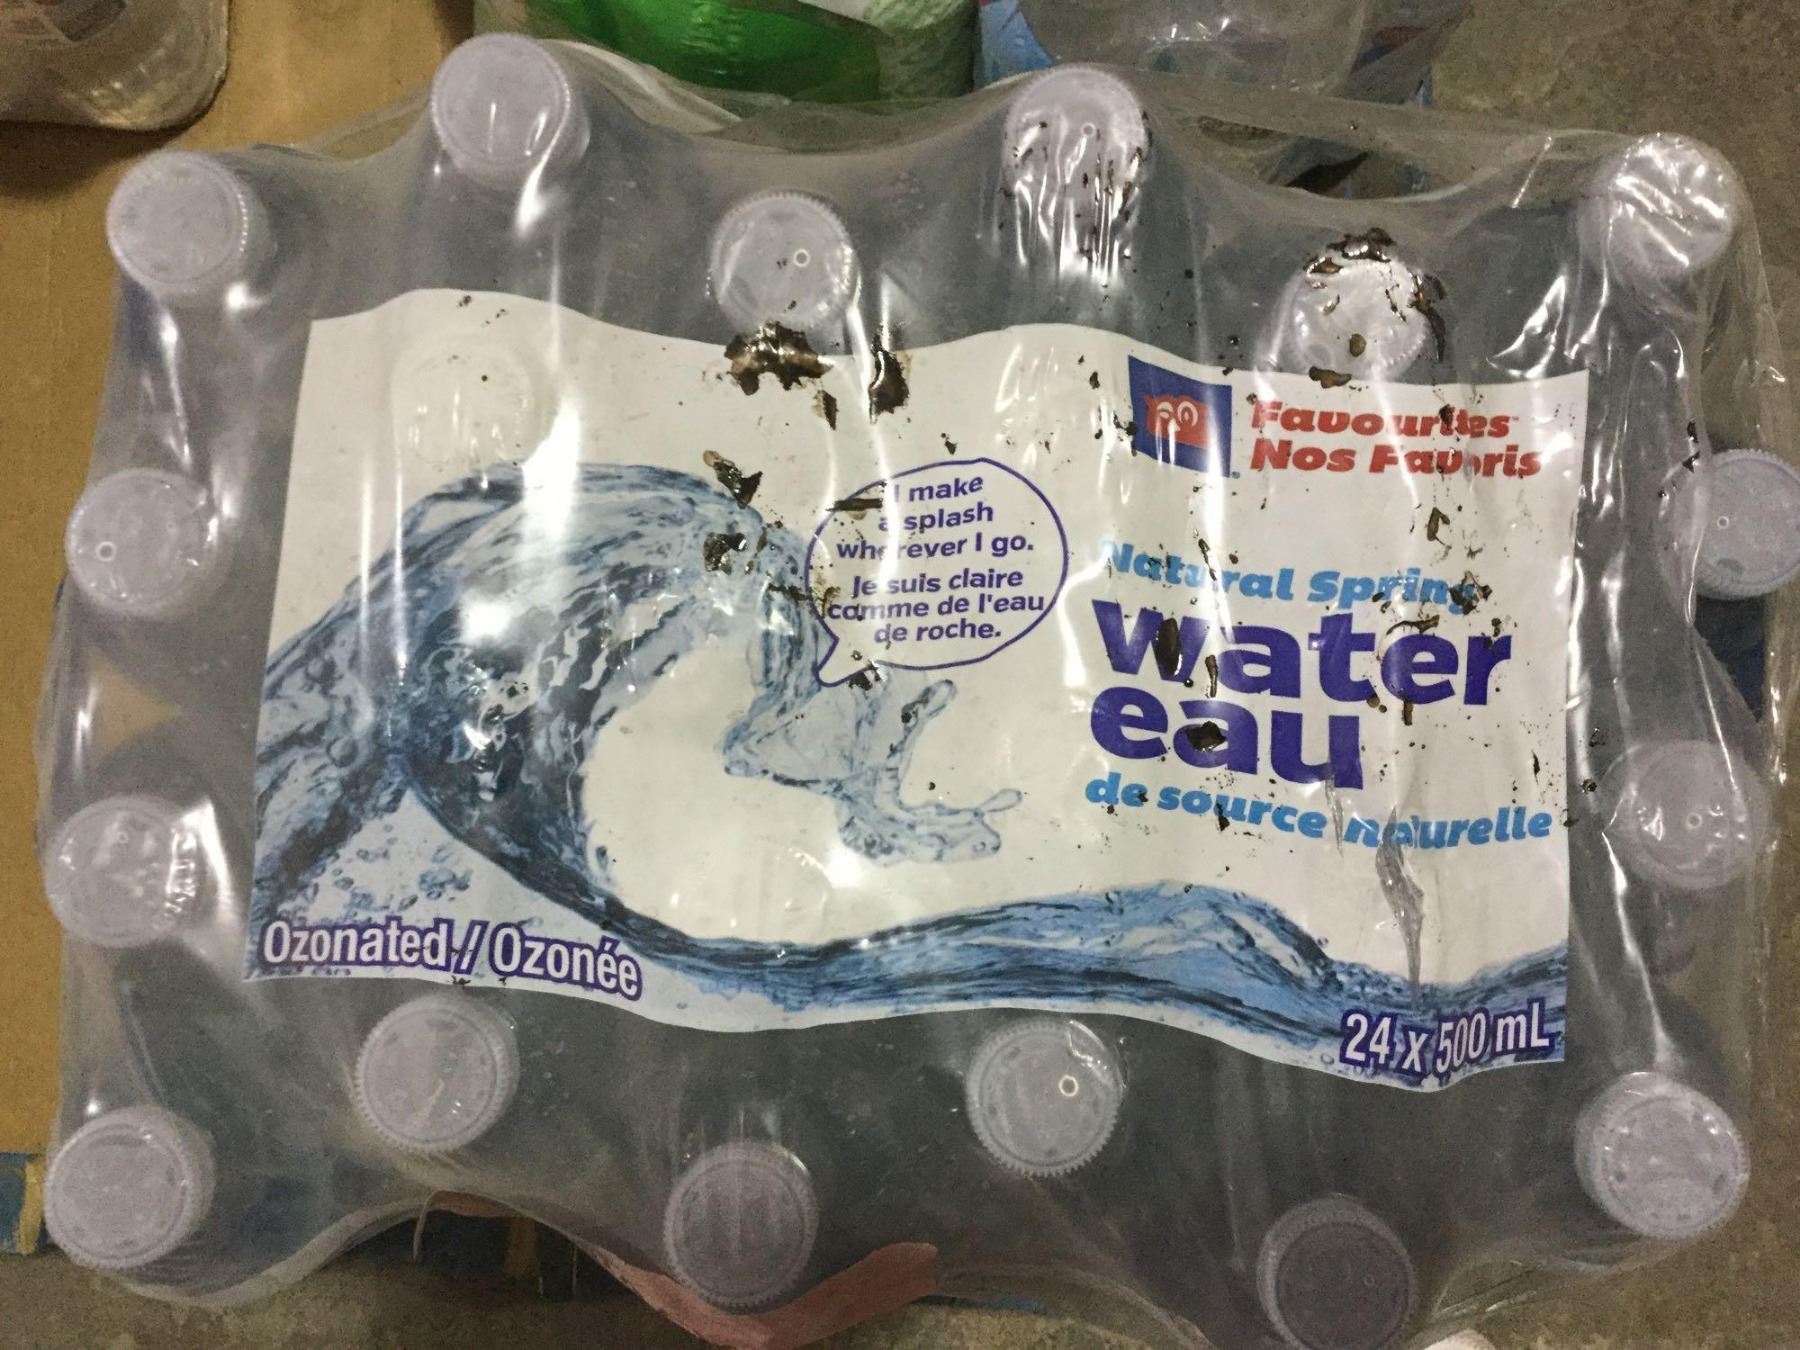 Favourites
Nos Favoris
I make
a splash
wherever I go.
Je suis claire
comme de l'eau
de roche.
Natural Spring
water
eau
de source naturelle
Ozonated / Ozonée
24 x 500 mL